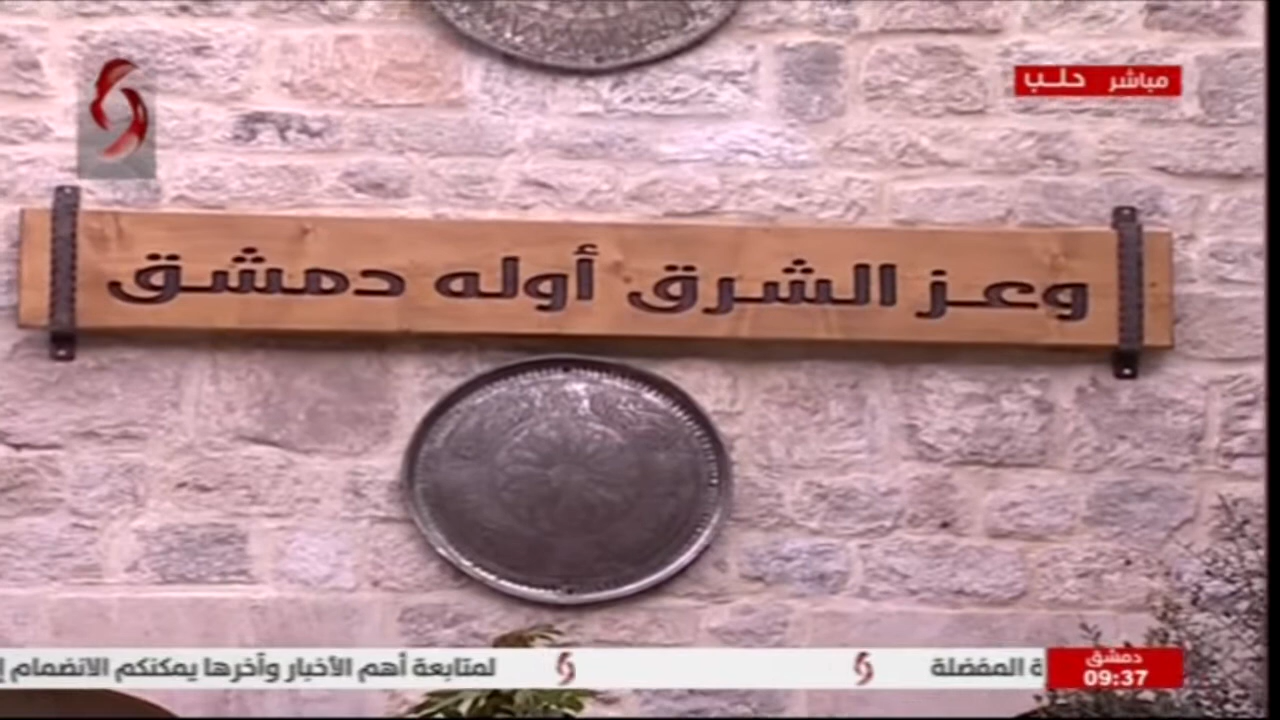 مباشر حلب
وعز الشرق أوله دمشق
دمشق
09:37
ة المفضلة
لمتابعة أهم الأخبار وآخرها يمكنكم الانضمام إ